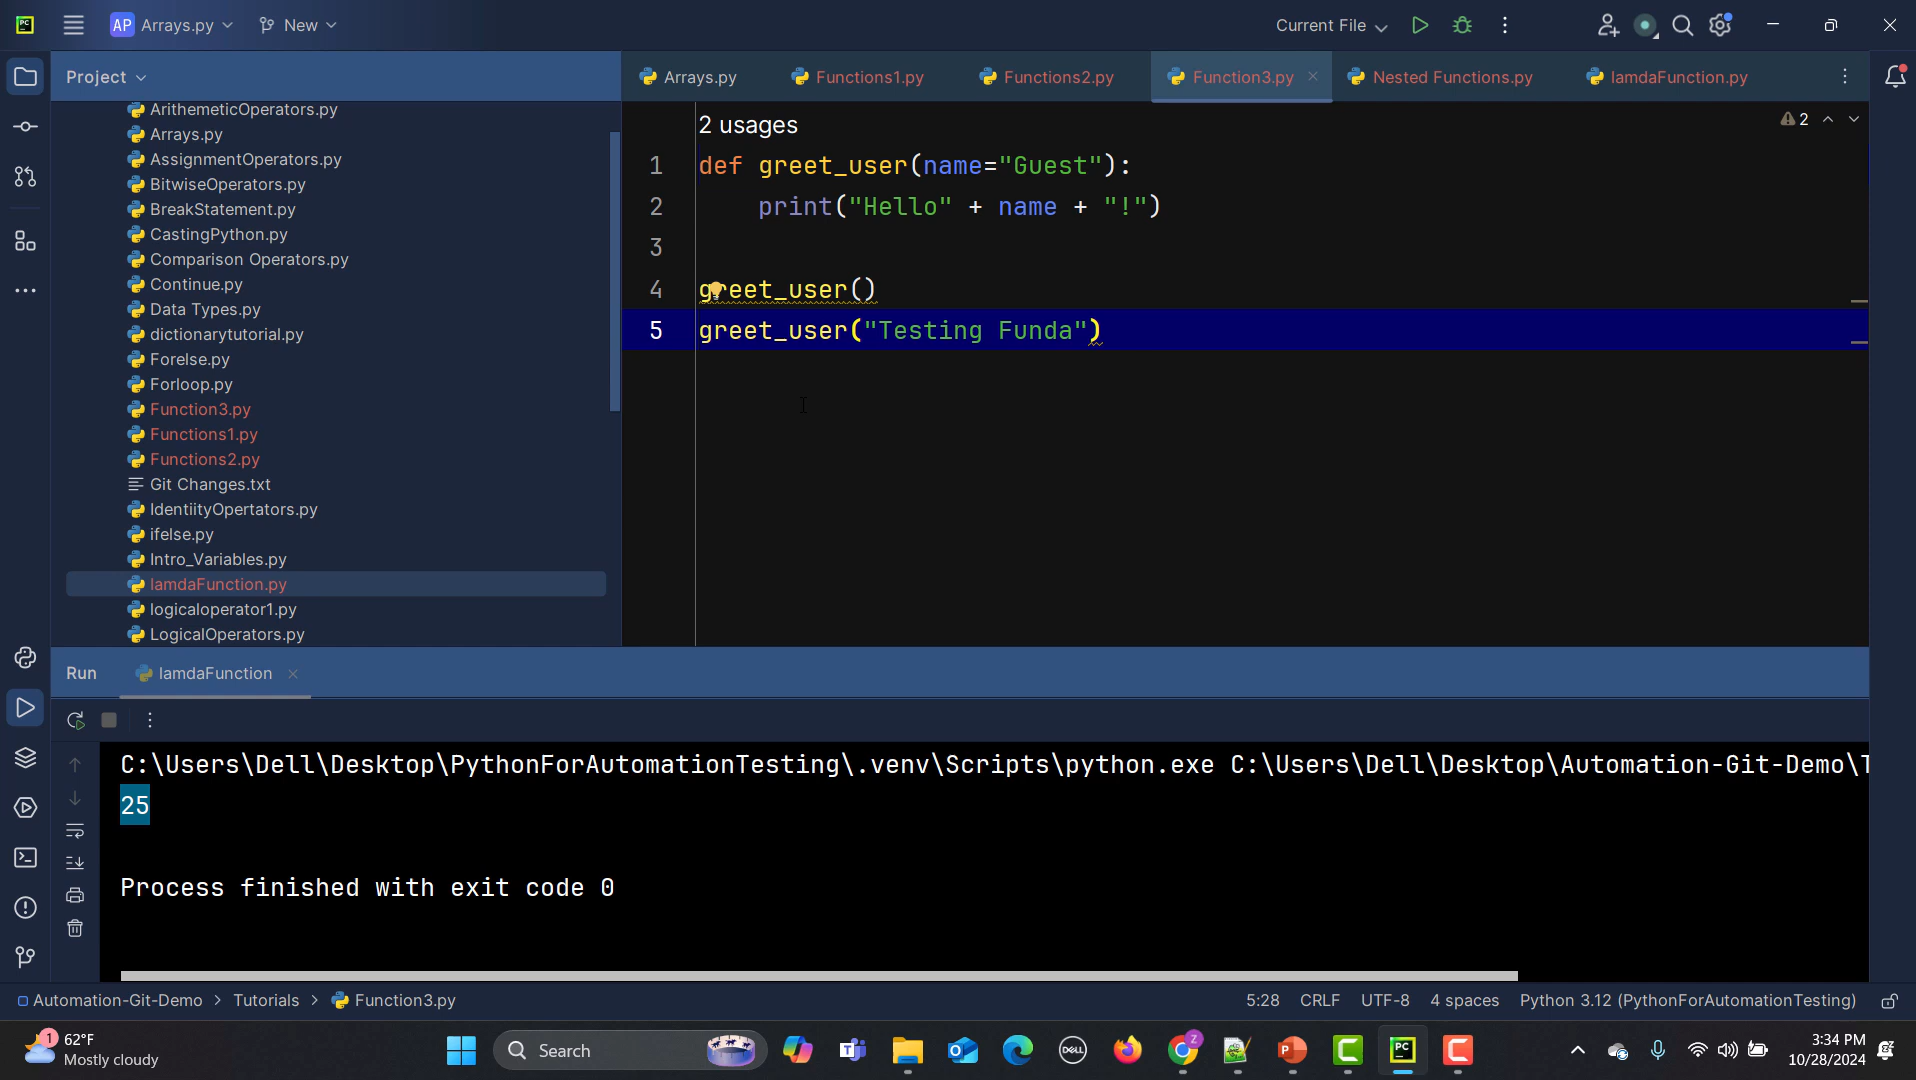 AP Arrays.py New Current File
Project
Arrays.py Functions1.py Functions2.py Function3.py Nested Functions.py lamdaFunction.py
ArithemeticOperators.py
Arrays.py
AssignmentOperators.py
BitwiseOperators.py
BreakStatement.py
CastingPython.py
Comparison Operators.py
Continue.py
Data Types.py
dictionarytutorial.py
Forelse.py
Forloop.py
Function3.py
Functions1.py
Functions2.py
Git Changes.txt
IdentiityOpertators.py
ifelse.py
Intro_Variables.py
lamdaFunction.py
logicaloperator1.py
LogicalOperators.py
2 usages
2
1 def greet_user(name="Guest"):
2 print("Hello" + name + "!")
3
4 greet_user()
5 greet_user("Testing Funda")
Run lamdaFunction
C:\Users\Dell\Desktop\PythonForAutomationTesting\.venv\Scripts\python.exe C:\Users\Dell\Desktop\Automation-Git-Demo\T
25
Process finished with exit code 0
Automation-Git-Demo > Tutorials > Function3.py 5:28 CRLF UTF-8 4 spaces Python 3.12 (PythonForAutomationTesting)
1
62°F
Mostly cloudy
Search
DELL
Z
PC
3:34 PM
10/28/2024